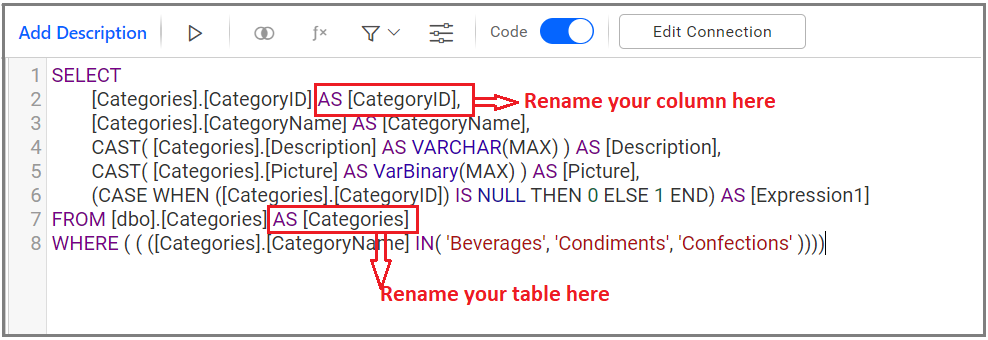 Add Description Code Edit Connection
1 SELECT
2 [Categories].[CategoryID] AS [CategoryID], Rename your column here
3 [Categories].[CategoryName] AS [CategoryName],
4 CAST( [Categories].[Description] AS VARCHAR(MAX) ) AS [Description],
5 CAST( [Categories].[Picture] AS VarBinary(MAX) ) AS [Picture],
6 (CASE WHEN ([Categories].[CategoryID]) IS NULL THEN 0 ELSE 1 END) AS [Expression1]
7 FROM [dbo].[Categories] AS [Categories]
8 WHERE ( ( ([Categories].[CategoryName] IN( 'Beverages', 'Condiments', 'Confections' ))))
Rename your table here